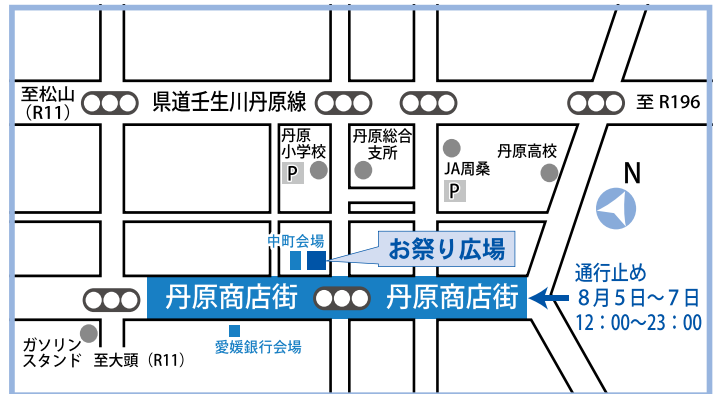 至松山
（R11）
県道壬生川丹原線
至 R196
丹原
小学校
P
丹原総合
支所
JA周桑
P
丹原高校
N
中町会場
お祭り広場
丹原商店街
丹原商店街
通行止め
８月５日～７日
12：00～23：00
ガソリン
スタンド
至大頭（R11）
愛媛銀行会場